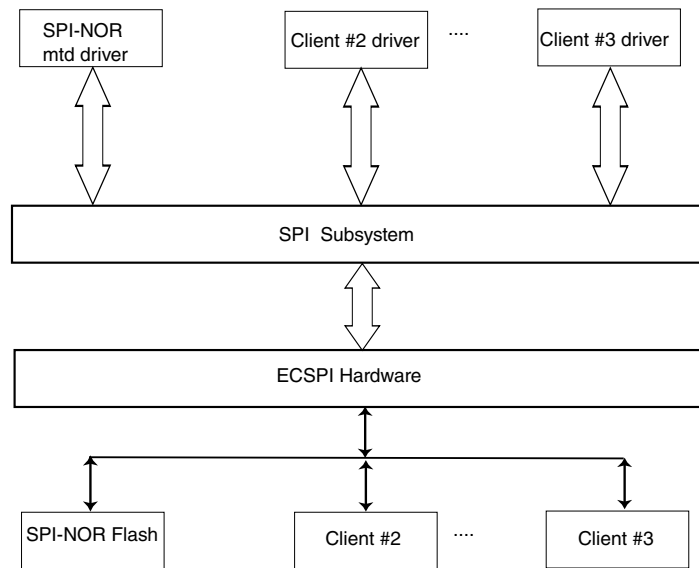 SPI-NOR
mtd driver
Client #2 driver
....
Client #3 driver
SPI Subsystem
ECSPI Hardware
SPI-NOR Flash
Client #2
....
Client #3